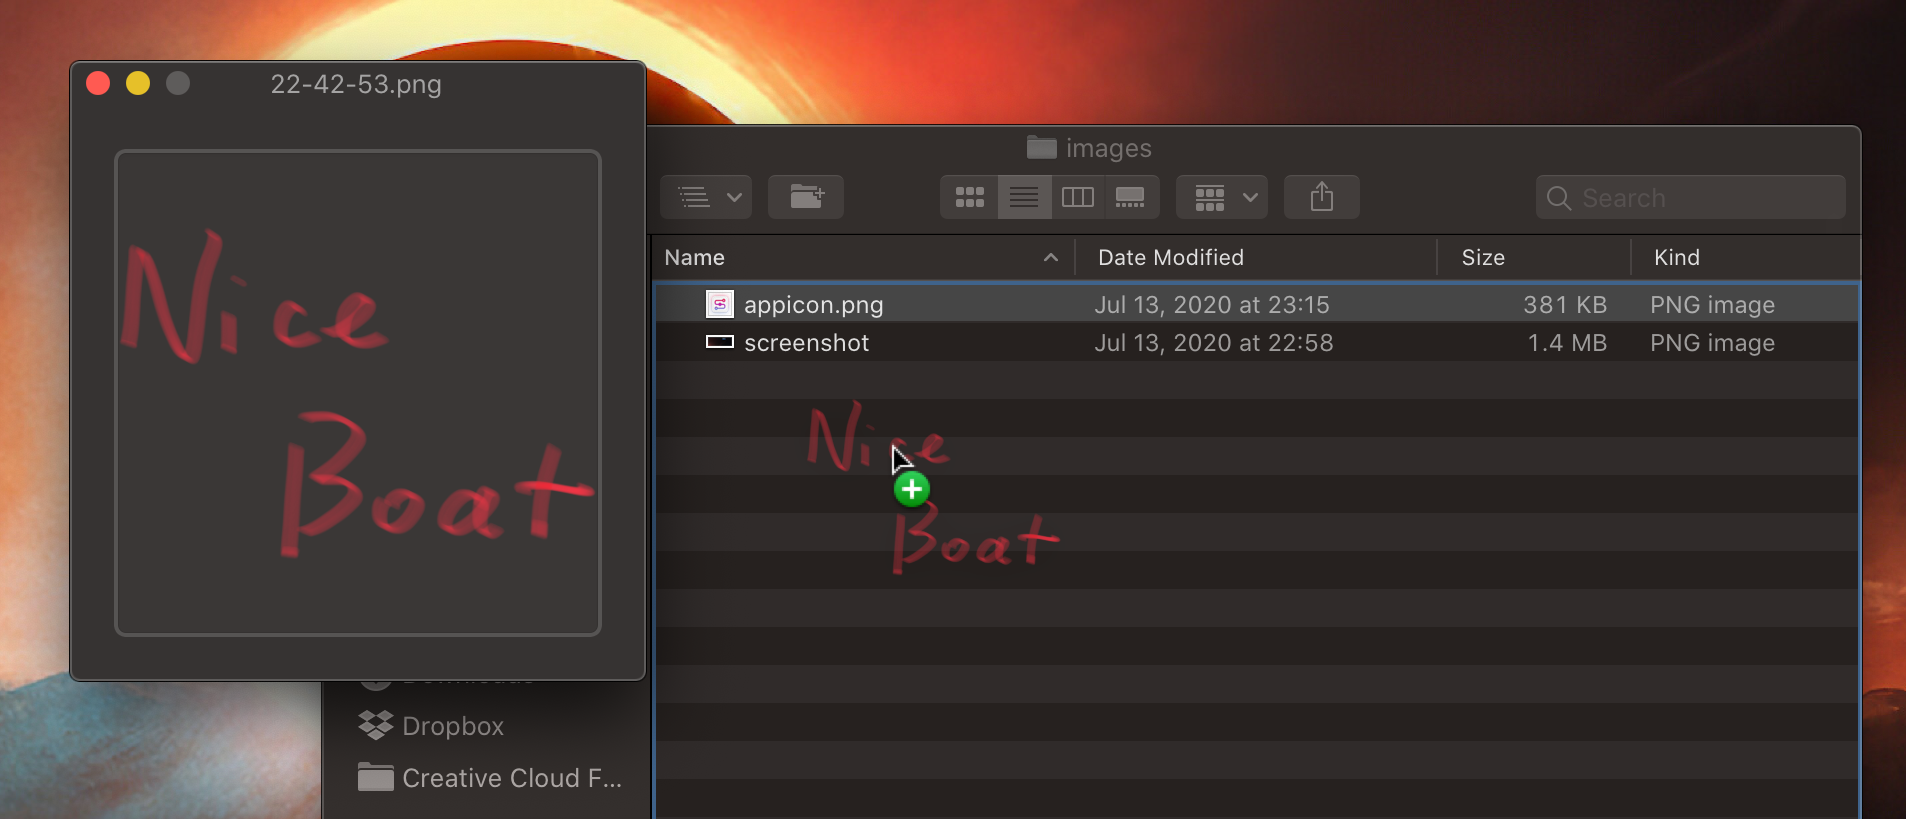 22-42-53.png
Nice
Boat
images
Search
Name Date Modified Size Kind
appicon.png Jul 13, 2020 at 23:15 381 KB PNG image
screenshot Jul 13, 2020 at 22:58 1.4 MB PNG image
Nice
Boat
Dropbox
Creative Cloud F...